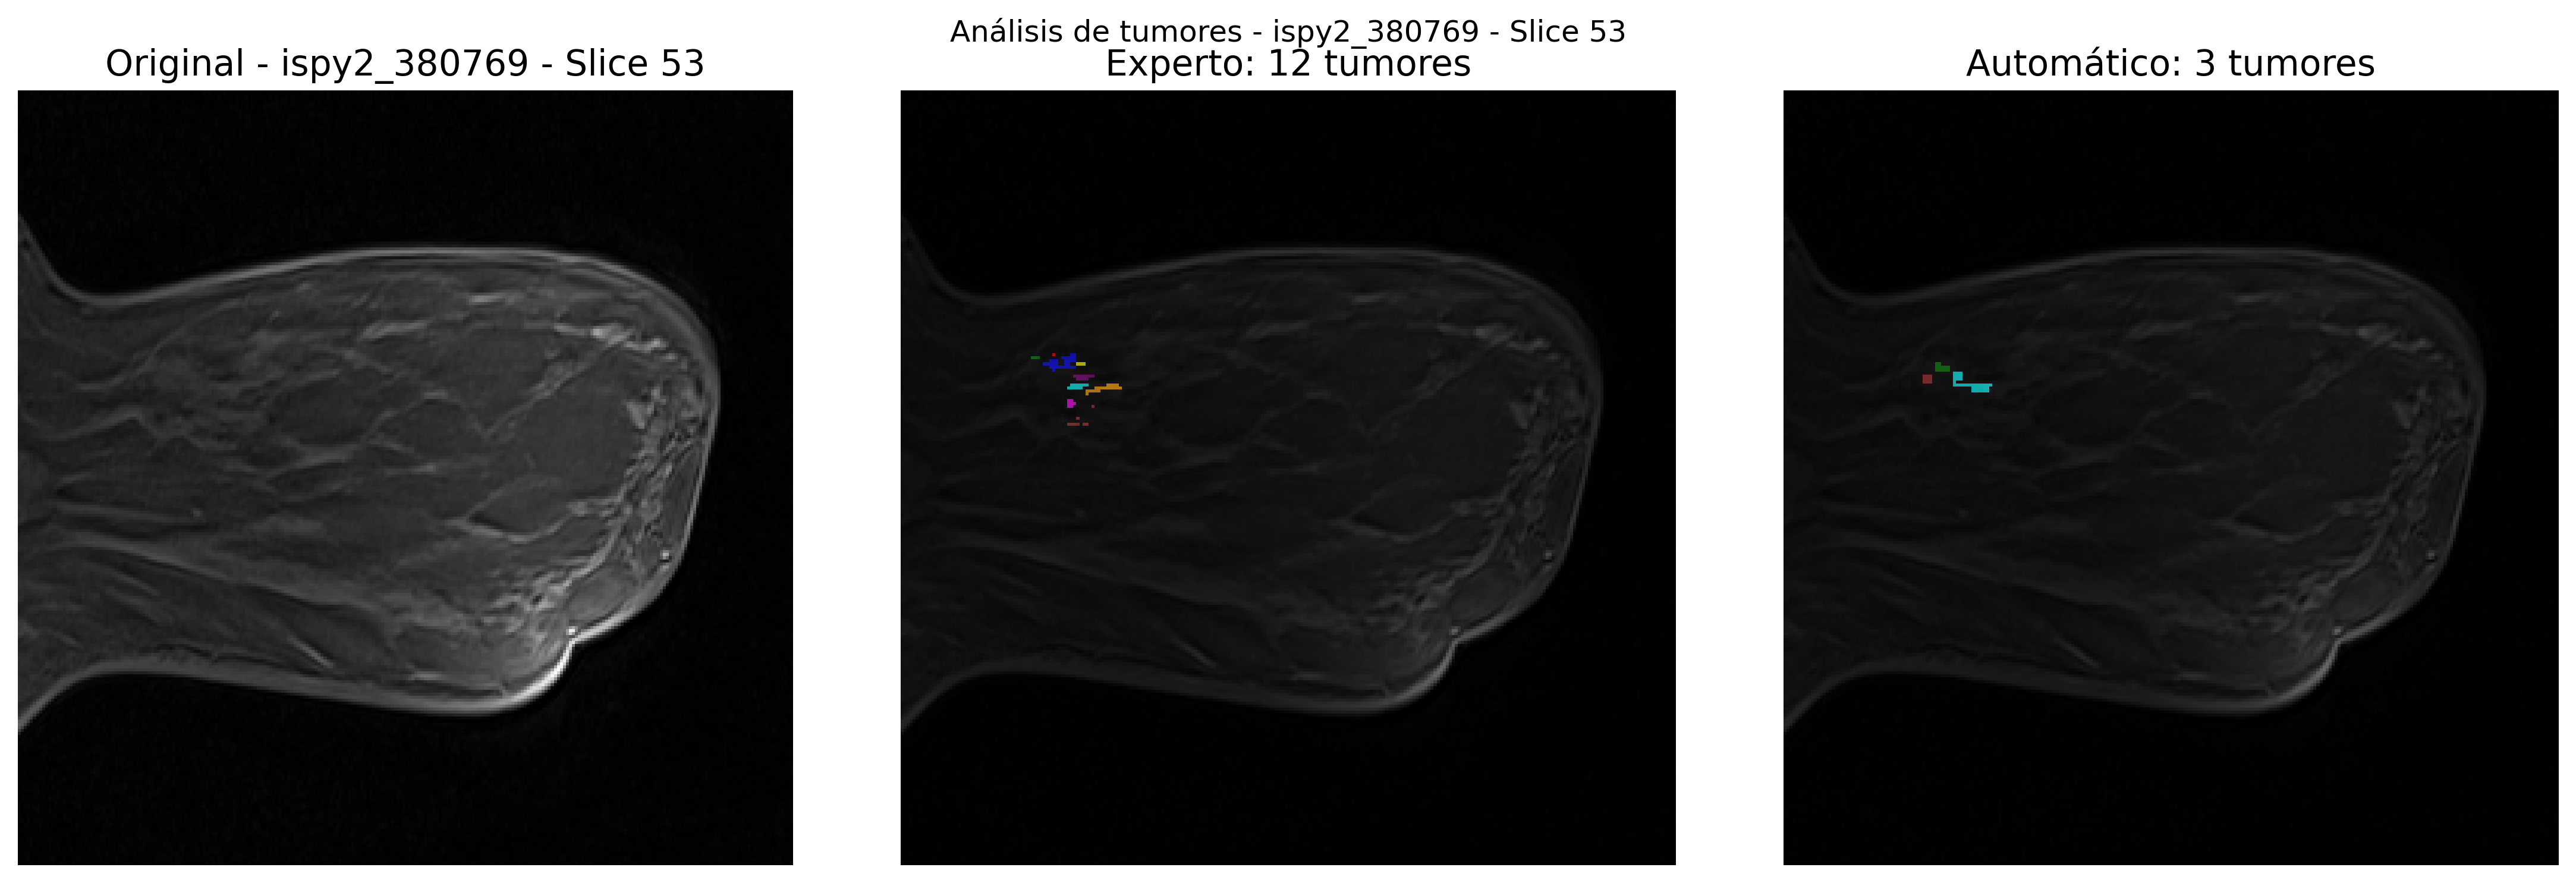 Análisis de tumores - ispy2_380769 - Slice 53
Original - ispy2_380769 - Slice 53
Experto: 12 tumores
Automático: 3 tumores